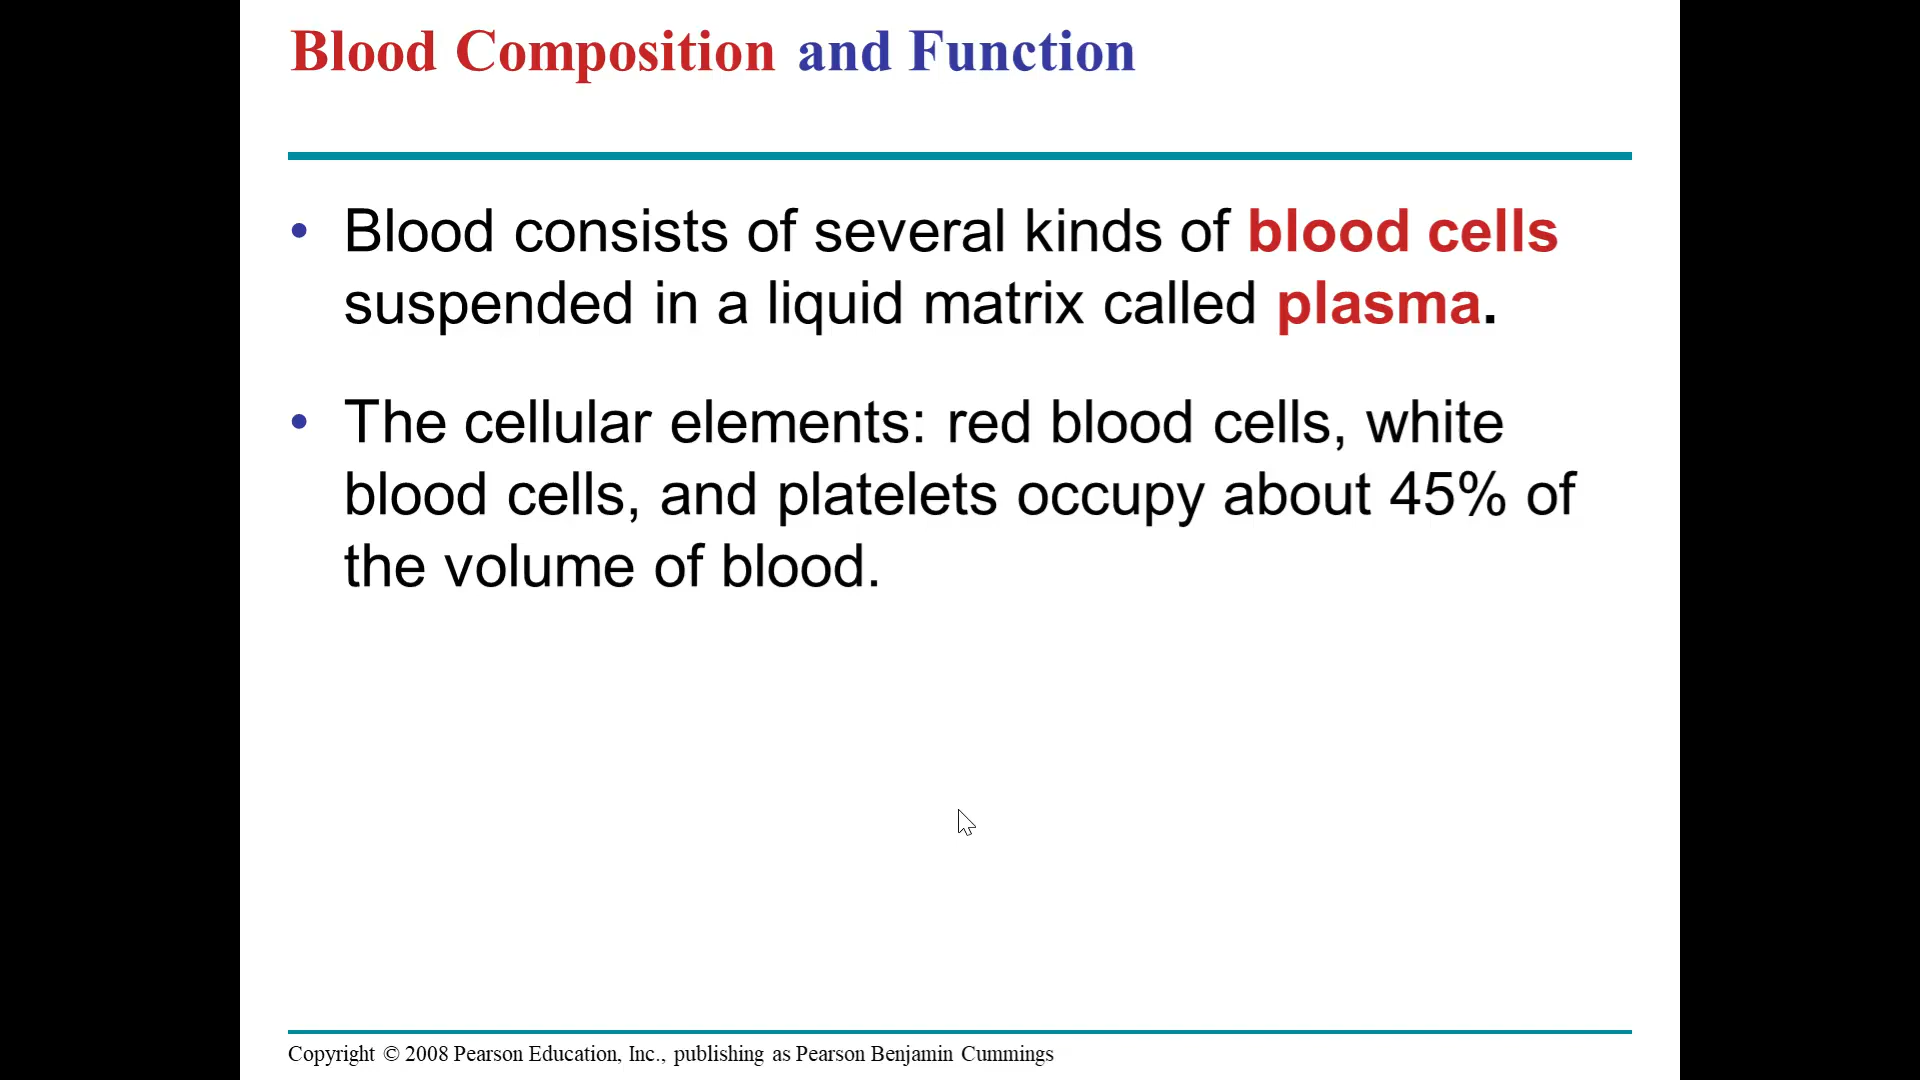 Blood Composition and Function
• Blood consists of several kinds of blood cells
suspended in a liquid matrix called plasma.
• The cellular elements: red blood cells, white
blood cells, and platelets occupy about 45% of
the volume of blood.
Copyright © 2008 Pearson Education, Inc., publishing as Pearson Benjamin Cummings